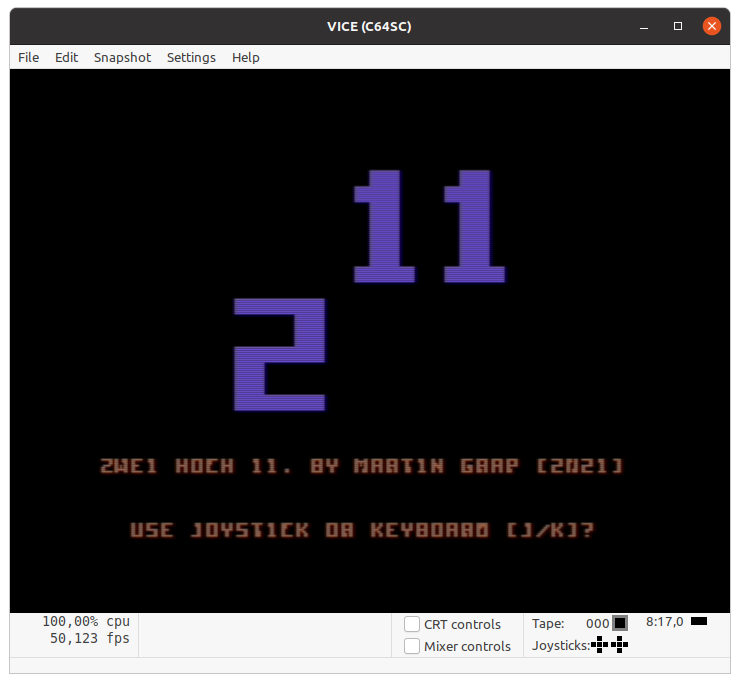 VICE (C64SC)
File Edit Snapshot Settings Help
11
2
ZWEI HOCH 11. BY MARTIN GRAP [2021]
USE JOYSTICK OR KEYBOARD [J/K]?
100,00% cpu
50,123 fps
CRT controls
Mixer controls
Tape: 000
Joysticks:
8:17,0